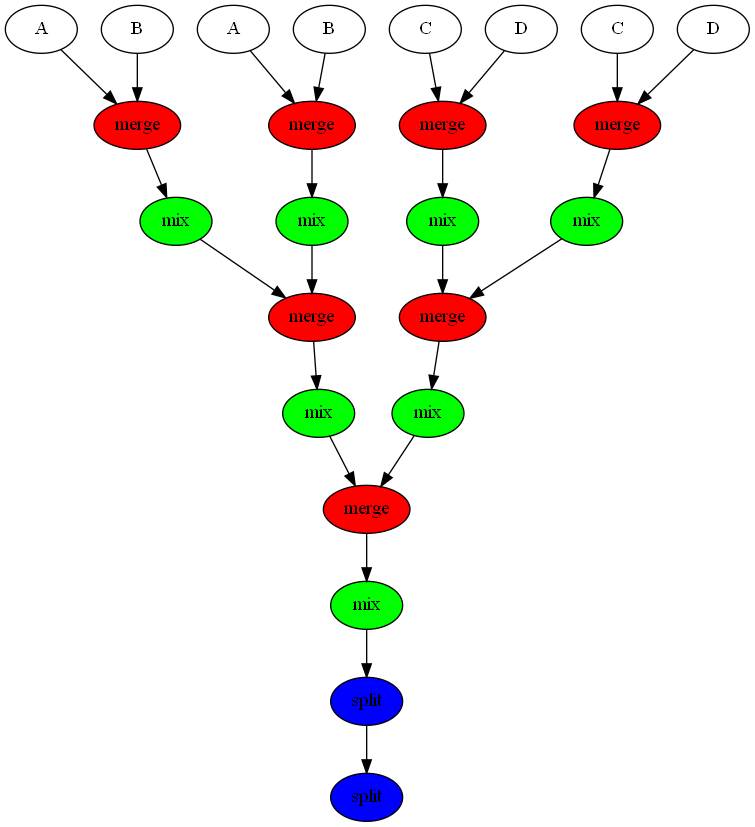 A B A B C D C D
merge merge merge merge
mix mix mix mix
merge merge
mix mix
merge
mix
split
split